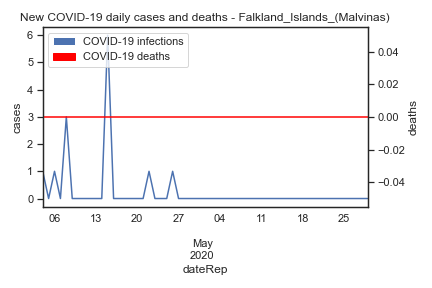 New COVID-19 daily cases and deaths - Falkland_Islands_(Malvinas)
COVID-19 infections
COVID-19 deaths
6
5
4
3
2
1
0
cases
0.04
0.02
0.00
−0.02
−0.04
deaths
06 13 20 27 04 11 18 25
May
2020
dateRep